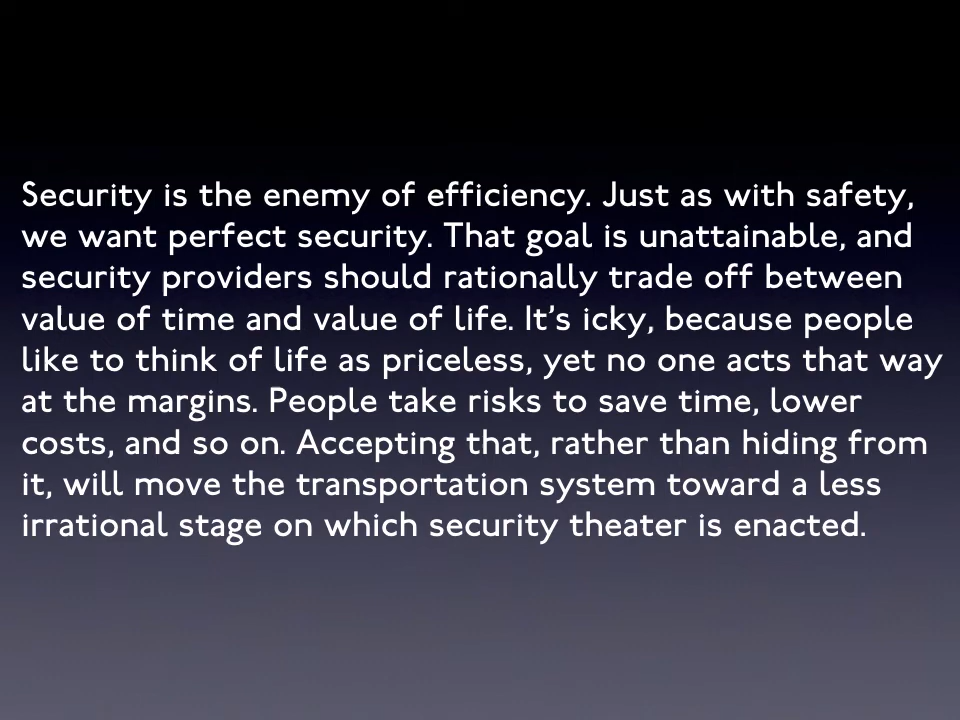 Security is the enemy of efficiency. Just as with safety,
we want perfect security. That goal is unattainable, and
security providers should rationally trade off between
value of time and value of life. It’s icky, because people
like to think of life as priceless, yet no one acts that way
at the margins. People take risks to save time, lower
costs, and so on. Accepting that, rather than hiding from
it, will move the transportation system toward a less
irrational stage on which security theater is enacted.